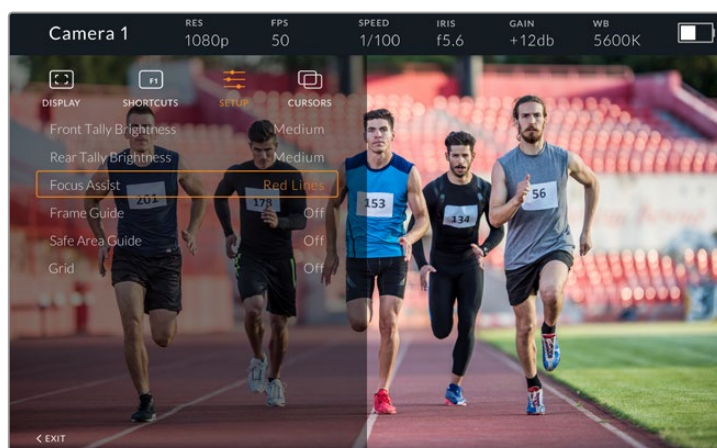 Camera 1 RES 1080p FPS 50 SPEED 1/100 IRIS f5.6 GAIN +12db WB 5600K
F1
DISPLAY SHORTCUTS SETUP CURSORS
Front Tally Brightness Medium
Rear Tally Brightness Medium
Focus Assist Red Lines
Frame Guide Off
Safe Area Guide Off
Grid Off
201 178 153 134 56
< EXIT